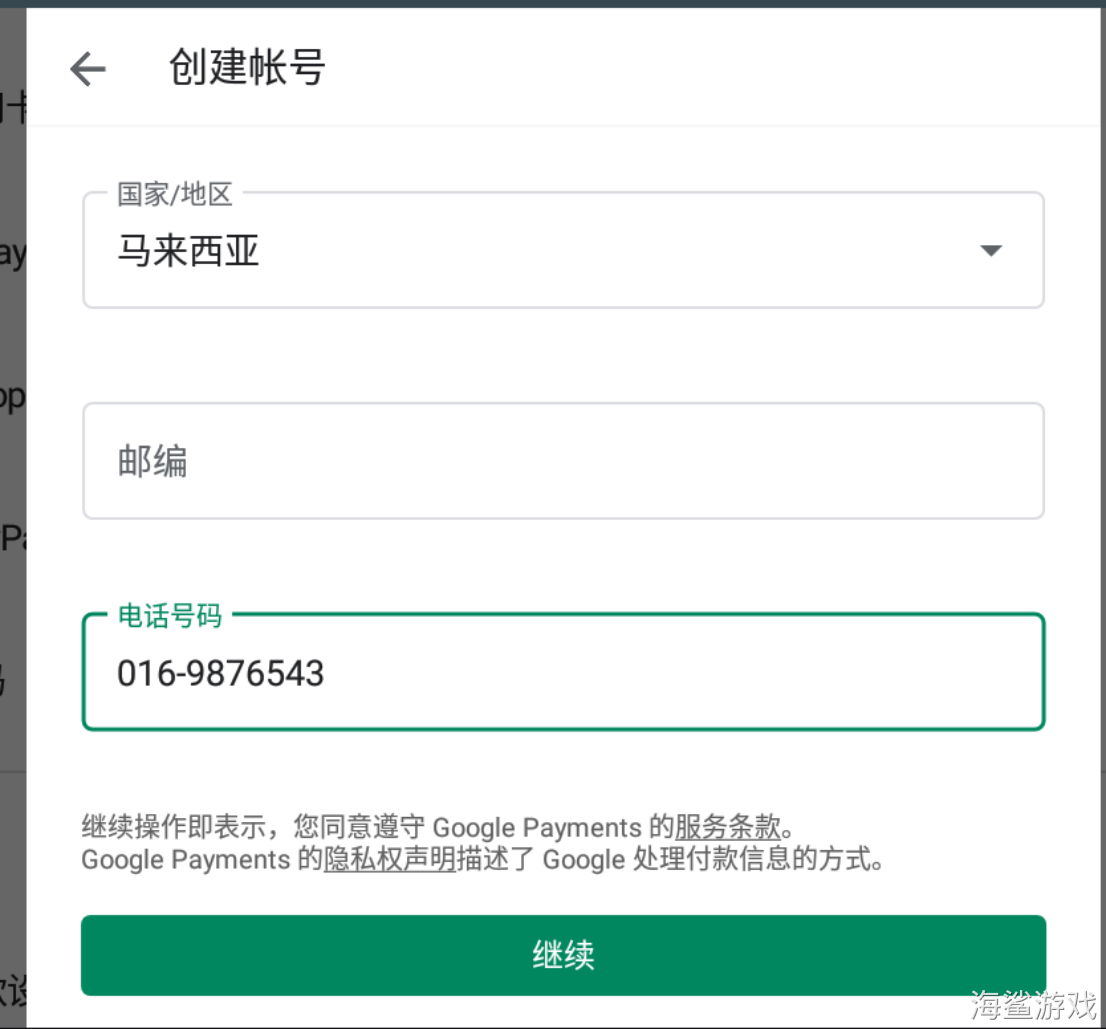 创建帐号
国家/地区
马来西亚
邮编
电话号码
016-9876543
继续操作即表示，您同意遵守 Google Payments 的服务条款。
Google Payments 的隐私权声明描述了 Google 处理付款信息的方式。
继续
海鲨游戏